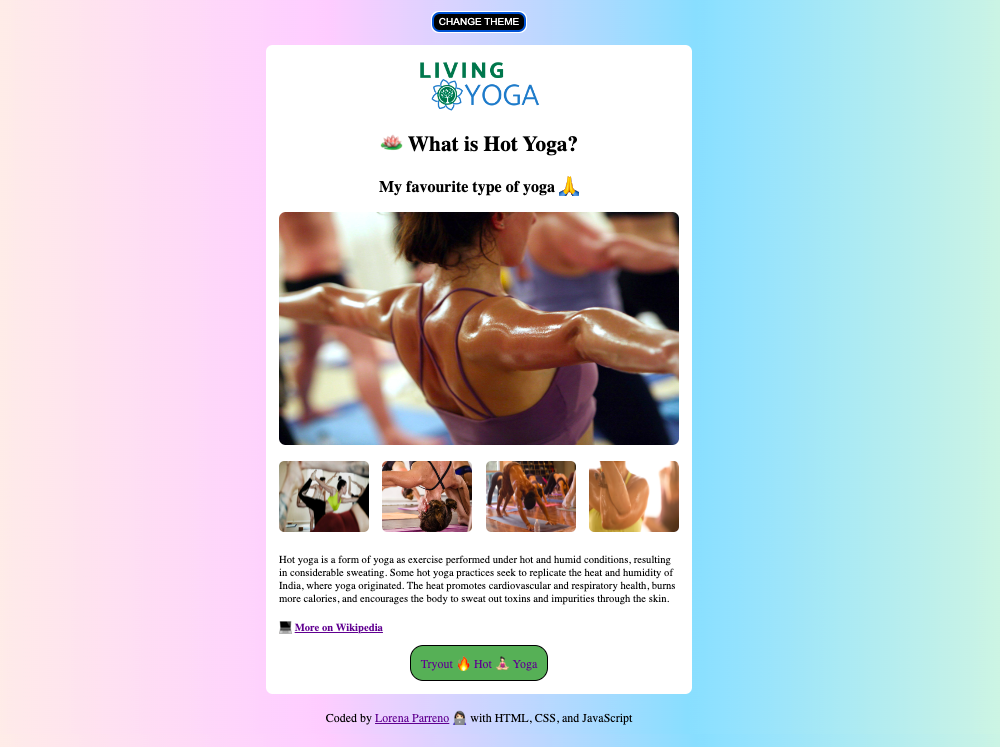 CHANGE THEME
LIVING
YOGA
🪷 What is Hot Yoga?
My favourite type of yoga 🙏
Hot yoga is a form of yoga as exercise performed under hot and humid conditions, resulting
in considerable sweating. Some hot yoga practices seek to replicate the heat and humidity of
India, where yoga originated. The heat promotes cardiovascular and respiratory health, burns
more calories, and encourages the body to sweat out toxins and impurities through the skin.
💻 More on Wikipedia
Tryout 🔥 Hot 🧘🏻‍♀️ Yoga
Coded by Lorena Parreno 👩🏻‍💻 with HTML, CSS, and JavaScript